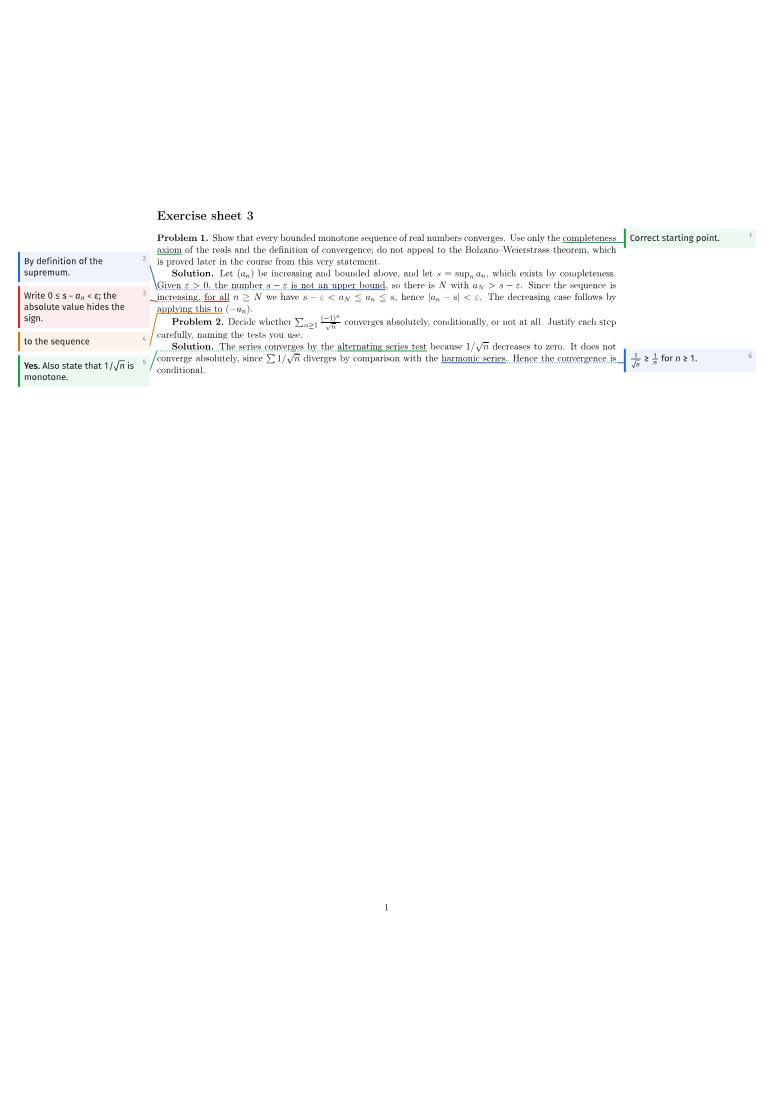 Exercise sheet 3
Problem 1. Show that every bounded monotone sequence of real numbers converges. Use only the completeness
axiom of the reals and the definition of convergence; do not appeal to the Bolzano–Weierstrass theorem, which
is proved later in the course from this very statement.
Solution. Let (aₙ) be increasing and bounded above, and let s = supₙ aₙ, which exists by completeness.
Given ε > 0, the number s − ε is not an upper bound, so there is N with a_N > s − ε. Since the sequence is
increasing, for all n ≥ N we have s − ε < a_N ≤ aₙ ≤ s, hence |aₙ − s| < ε. The decreasing case follows by
applying this to (−aₙ).
Problem 2. Decide whether ∑_{n≥1} (−1)ⁿ/√n converges absolutely, conditionally, or not at all. Justify each step
carefully, naming the tests you use.
Solution. The series converges by the alternating series test because 1/√n decreases to zero. It does not
converge absolutely, since ∑ 1/√n diverges by comparison with the harmonic series. Hence the convergence is
conditional.
1
Correct starting point.
2
By definition of the
supremum.
3
Write 0 ≤ s – aₙ < ε; the
absolute value hides the
sign.
4
to the sequence
5
Yes. Also state that 1/√n is
monotone.
6
1/√n ≥ 1/n for n ≥ 1.
1